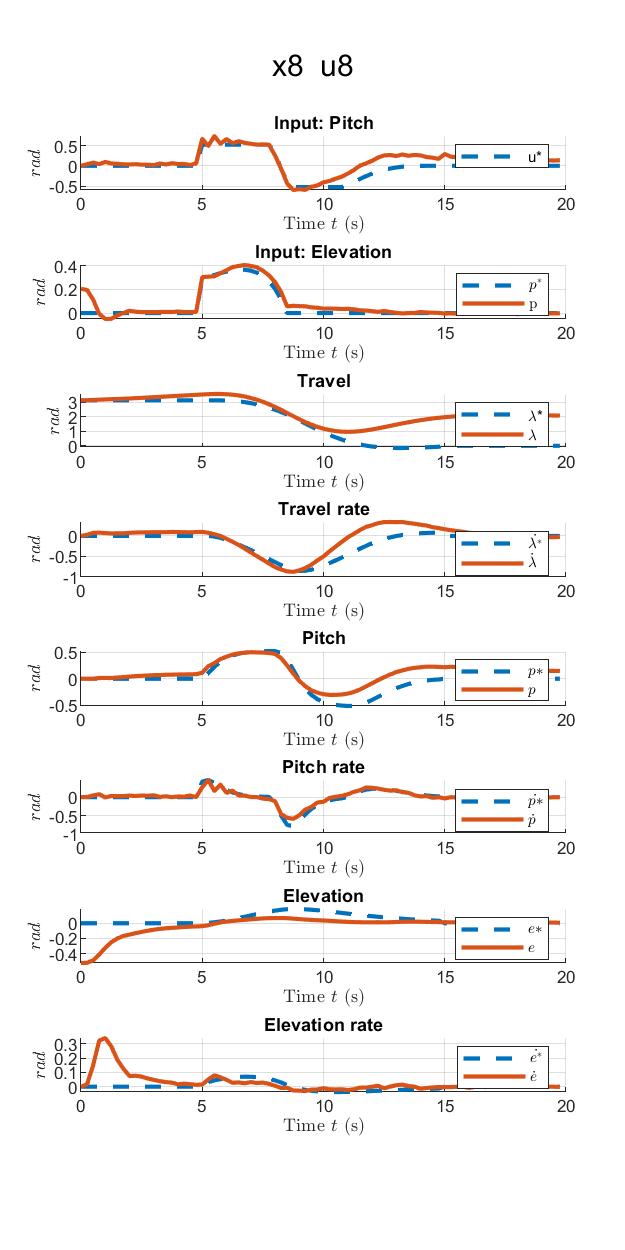 x8 u8
Input: Pitch
0.5
0
-0.5
rad
u*
0 5 10 15 20
Time t (s)
Input: Elevation
0.4
0.2
0
rad
p*
p
0 5 10 15 20
Time t (s)
Travel
3
2
1
0
rad
λ*
λ
0 5 10 15 20
Time t (s)
Travel rate
0
-0.5
-1
rad
λ̇*
λ̇
0 5 10 15 20
Time t (s)
Pitch
0.5
0
-0.5
rad
p*
p
0 5 10 15 20
Time t (s)
Pitch rate
0
-1
rad
ṗ*
ṗ
0 5 10 15 20
Time t (s)
Elevation
0
-0.2
-0.4
rad
e*
e
0 5 10 15 20
Time t (s)
Elevation rate
0.3
0.2
0.1
0
rad
ė*
ė
0 5 10 15 20
Time t (s)